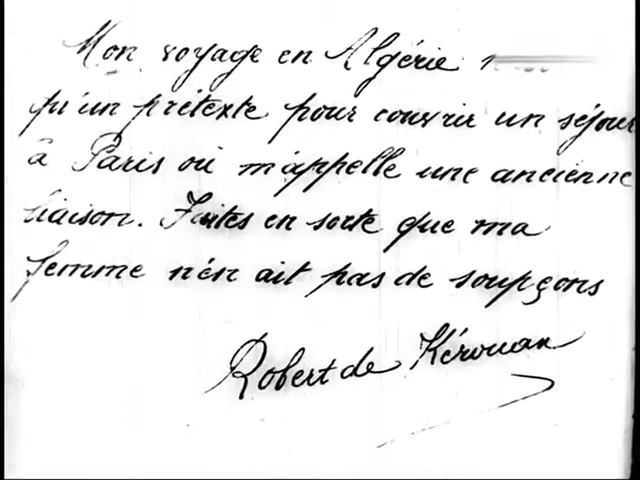 Mon voyage en Algérie
qu'un prétexte pour couvrir un séjour
à Paris où m'appelle une ancienne
liaison. Faites en sorte que ma
femme n'en ait pas de soupçons
Robert de Kérouan